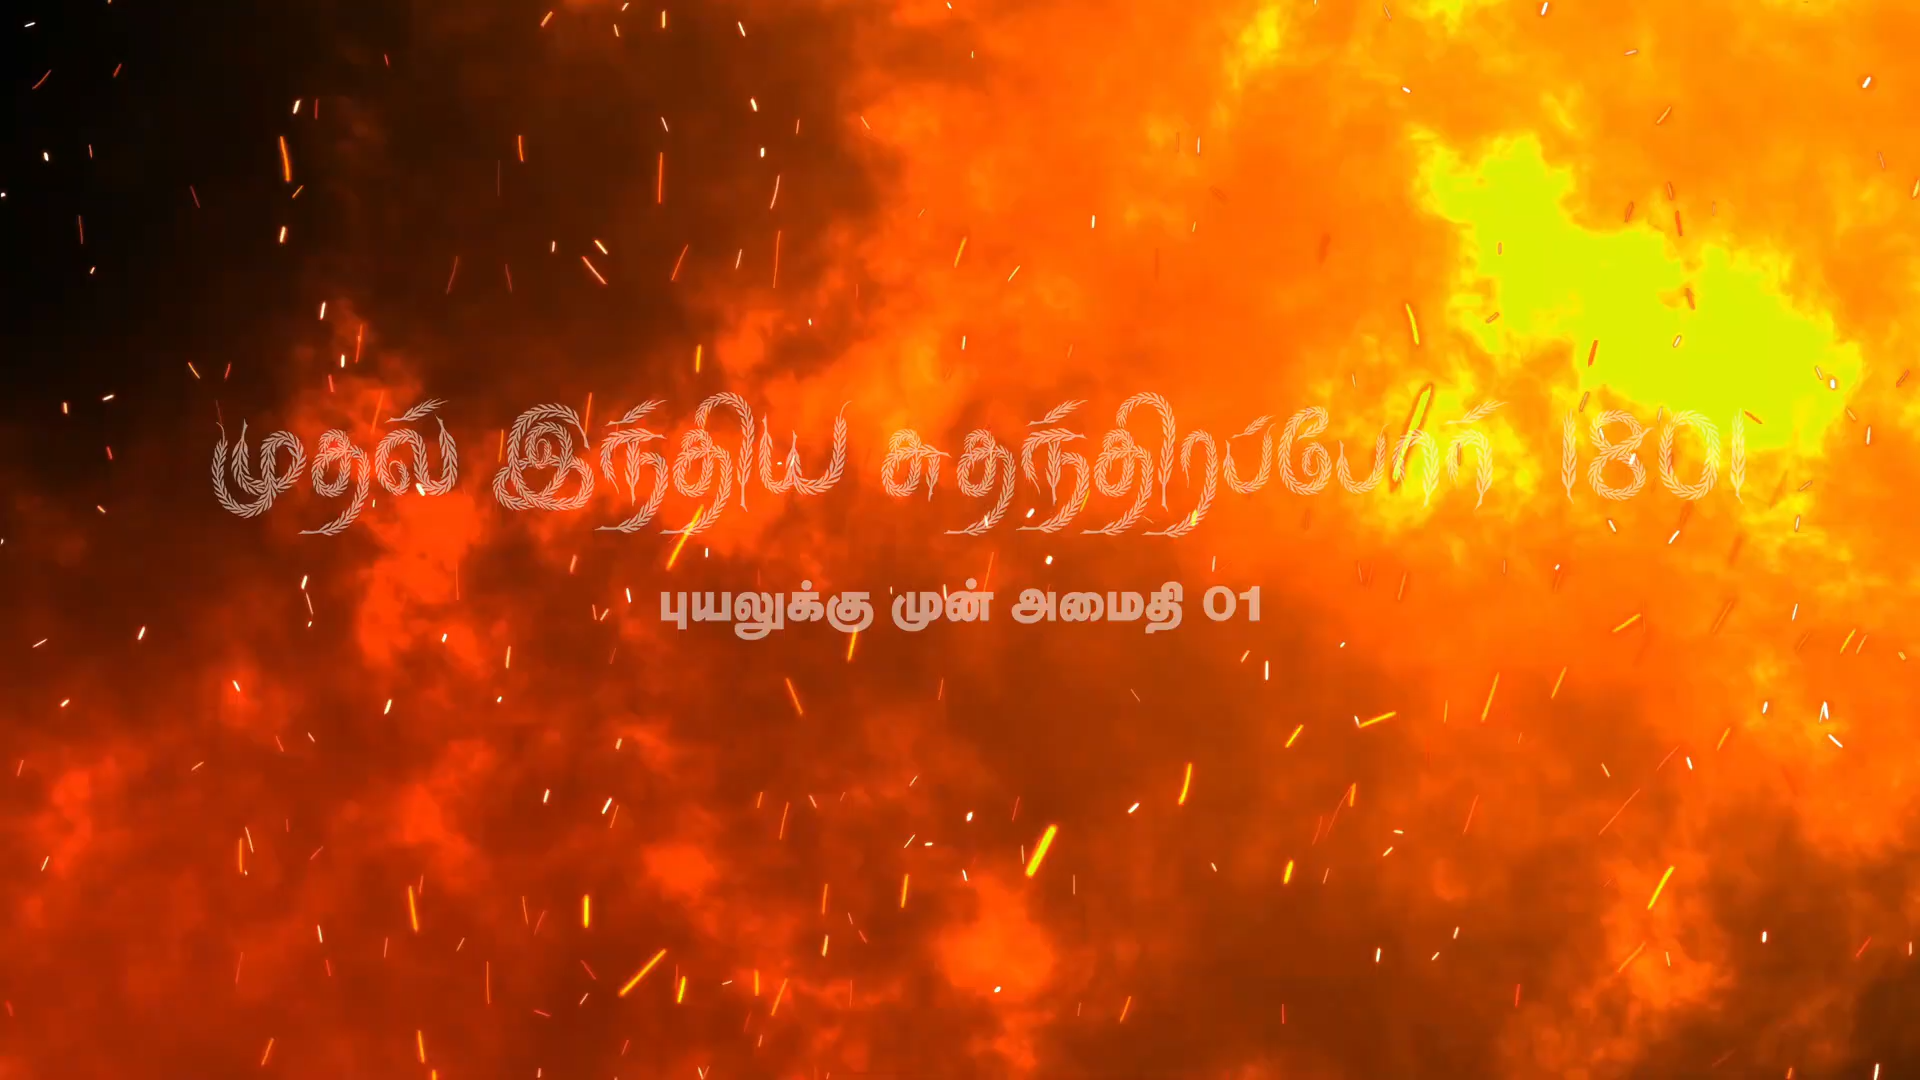 முதல் இந்திய சுதந்திரப்போர் 1801
புயலுக்கு முன் அமைதி 01